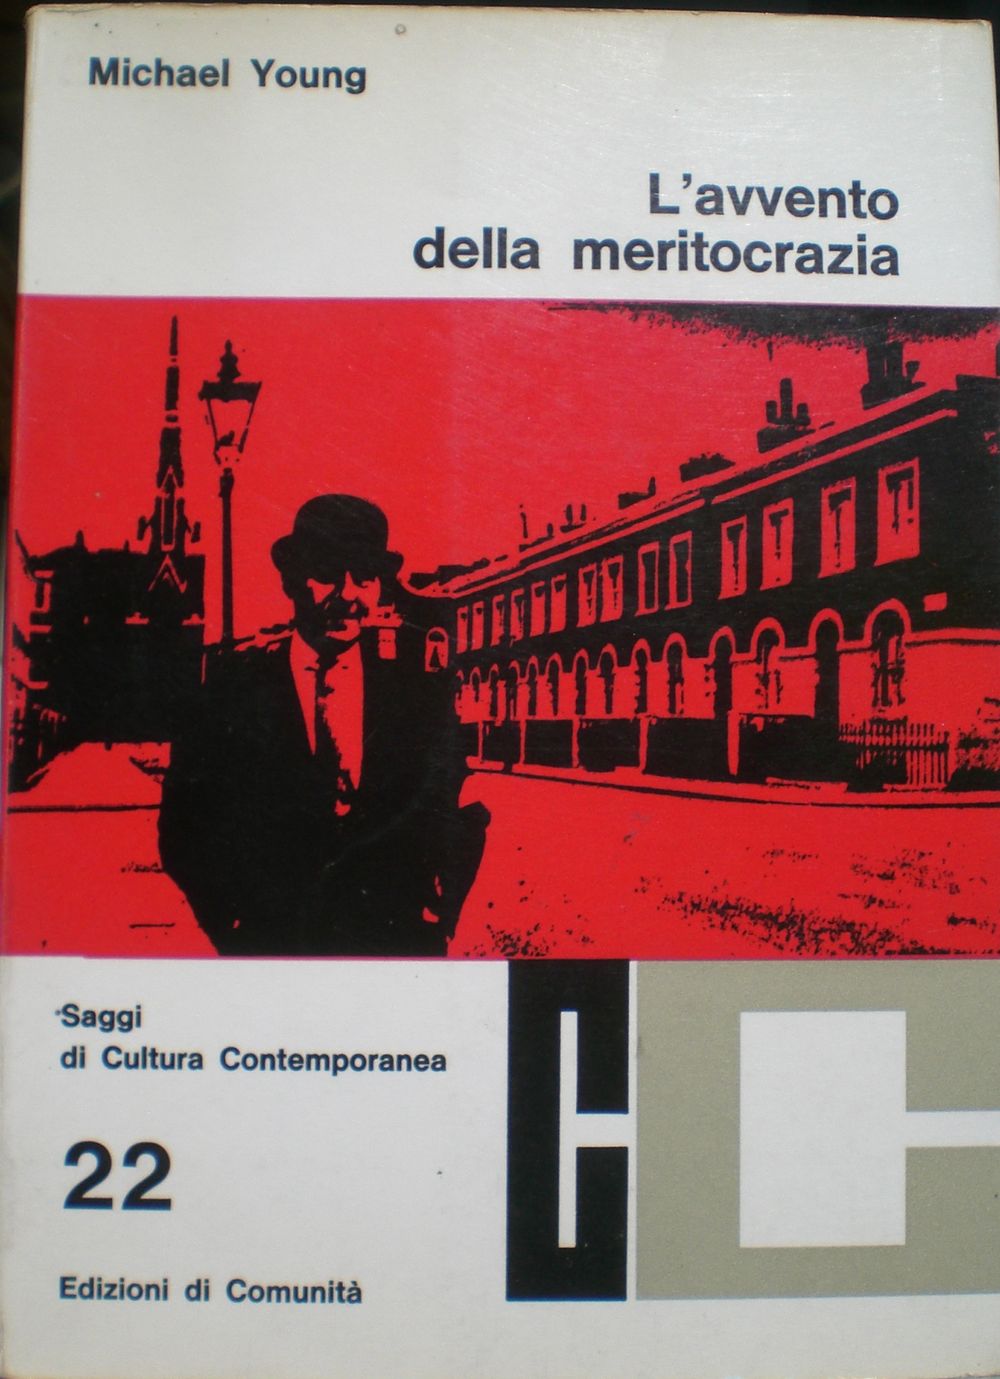 Michael Young
L'avvento
della meritocrazia
Saggi
di Cultura Contemporanea
22
Edizioni di Comunità